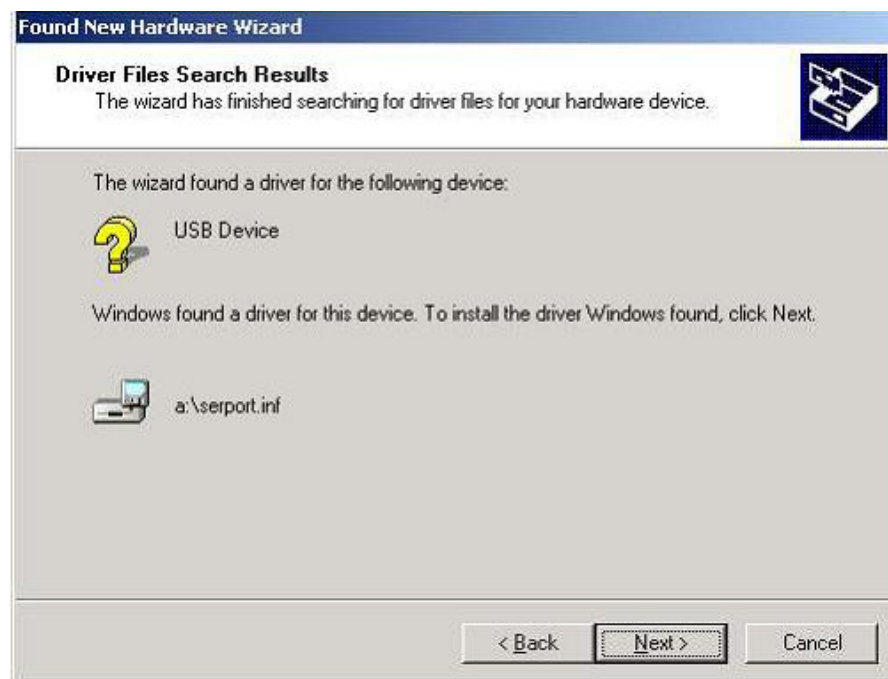 Found New Hardware Wizard
Driver Files Search Results
The wizard has finished searching for driver files for your hardware device.
The wizard found a driver for the following device:
USB Device
Windows found a driver for this device. To install the driver Windows found, click Next.
a:\serport.inf
< Back Next > Cancel